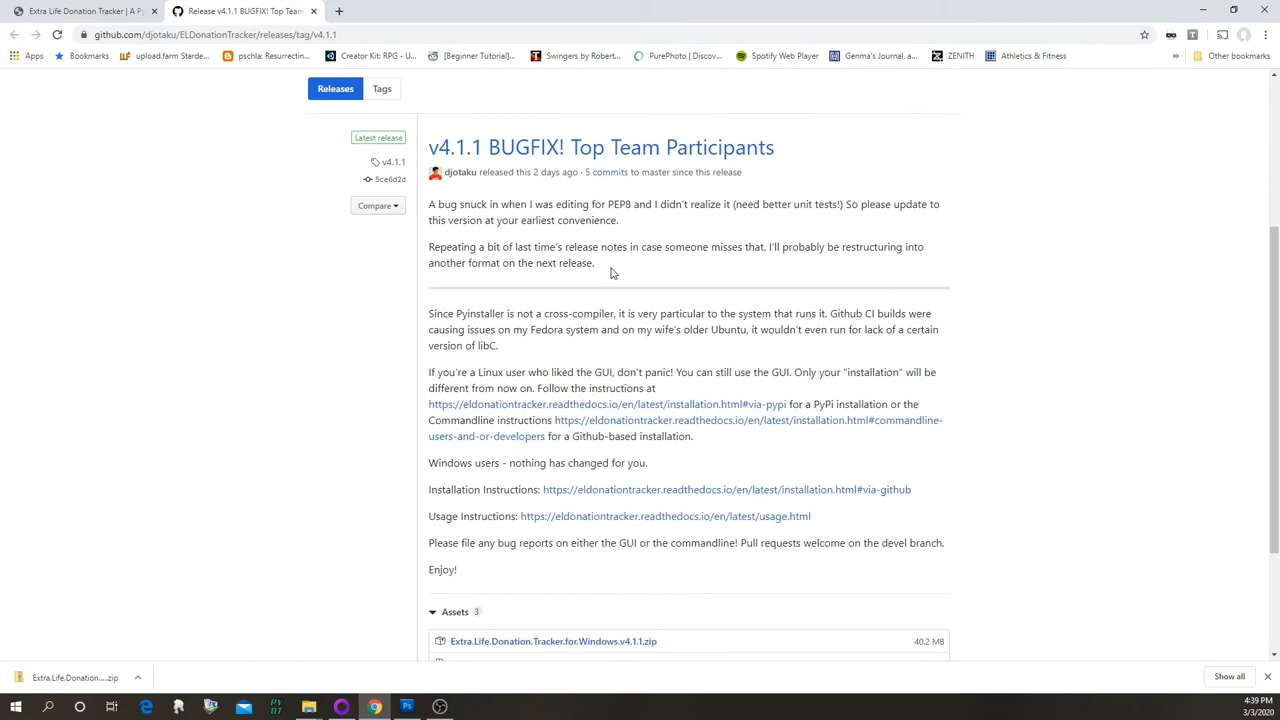 Extra Life Donation Tracker | A Py
Release v4.1.1 BUGFIX! Top Team
github.com/djotaku/ELDonationTracker/releases/tag/v4.1.1
Apps
Bookmarks
upload.farm Starde...
pschla: Resurrectin...
Creator Kit: RPG - U...
[Beginner Tutorial]...
Swingers by Robert...
PurePhoto | Discov...
Spotify Web Player
Genma's Journal, a...
ZENITH
Athletics & Fitness
»
Other bookmarks
Releases
Tags
Latest release
v4.1.1
5ce6d2d
Compare
v4.1.1 BUGFIX! Top Team Participants
djotaku released this 2 days ago · 5 commits to master since this release
A bug snuck in when I was editing for PEP8 and I didn't realize it (need better unit tests!) So please update to
this version at your earliest convenience.
Repeating a bit of last time's release notes in case someone misses that. I'll probably be restructuring into
another format on the next release.
Since Pyinstaller is not a cross-compiler, it is very particular to the system that runs it. Github CI builds were
causing issues on my Fedora system and on my wife's older Ubuntu, it wouldn't even run for lack of a certain
version of libC.
If you're a Linux user who liked the GUI, don't panic! You can still use the GUI. Only your "installation" will be
different from now on. Follow the instructions at
https://eldonationtracker.readthedocs.io/en/latest/installation.html#via-pypi for a PyPi installation or the
Commandline instructions https://eldonationtracker.readthedocs.io/en/latest/installation.html#commandline-
users-and-or-developers for a Github-based installation.
Windows users - nothing has changed for you.
Installation Instructions: https://eldonationtracker.readthedocs.io/en/latest/installation.html#via-github
Usage Instructions: https://eldonationtracker.readthedocs.io/en/latest/usage.html
Please file any bug reports on either the GUI or the commandline! Pull requests welcome on the devel branch.
Enjoy!
Assets 3
Extra.Life.Donation.Tracker.for.Windows.v4.1.1.zip
40.2 MB
Extra.Life.Donation.....zip
Show all
4:39 PM
3/3/2020